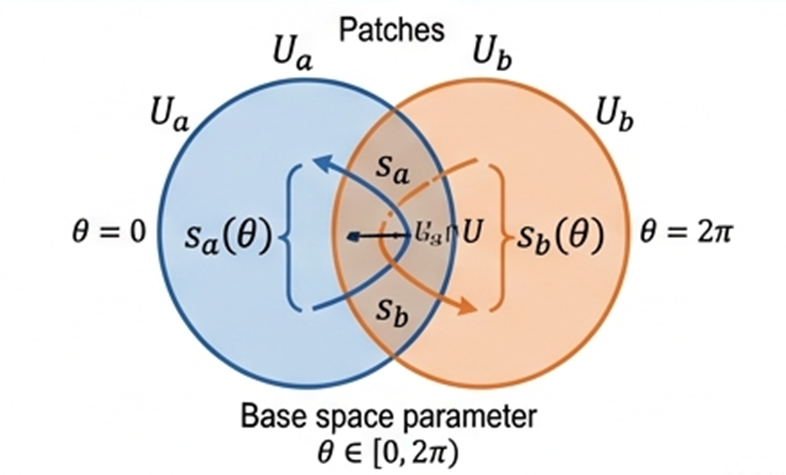 Patches
U_a U_b
U_a U_b
s_a
θ = 0 s_a(θ) U s_b(θ) θ = 2π
s_b
Base space parameter
θ ∈ [0, 2π)